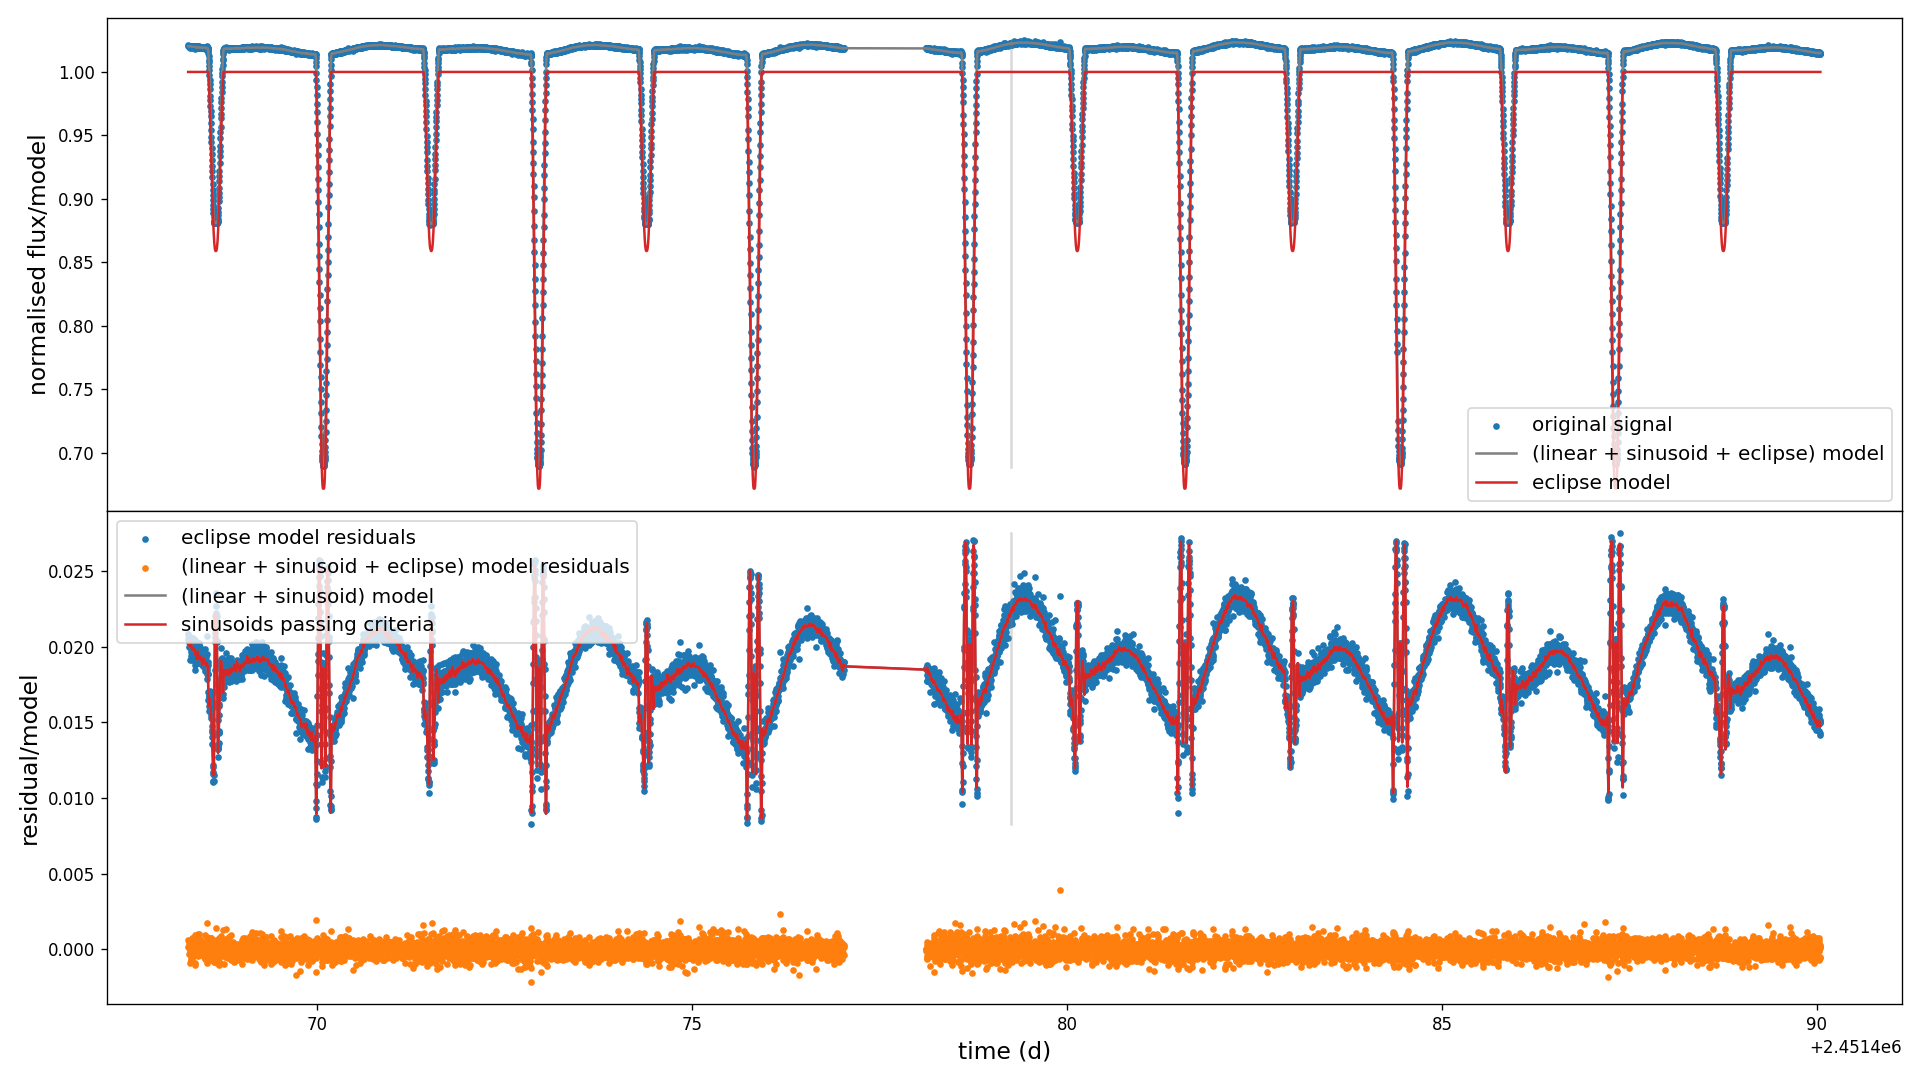 normalised flux/model
1.00
0.95
0.90
0.85
0.80
0.75
0.70
original signal
(linear + sinusoid + eclipse) model
eclipse model
residual/model
0.025
0.020
0.015
0.010
0.005
0.000
eclipse model residuals
(linear + sinusoid + eclipse) model residuals
(linear + sinusoid) model
sinusoids passing criteria
70 75 80 85 90
time (d)
+2.4514e6